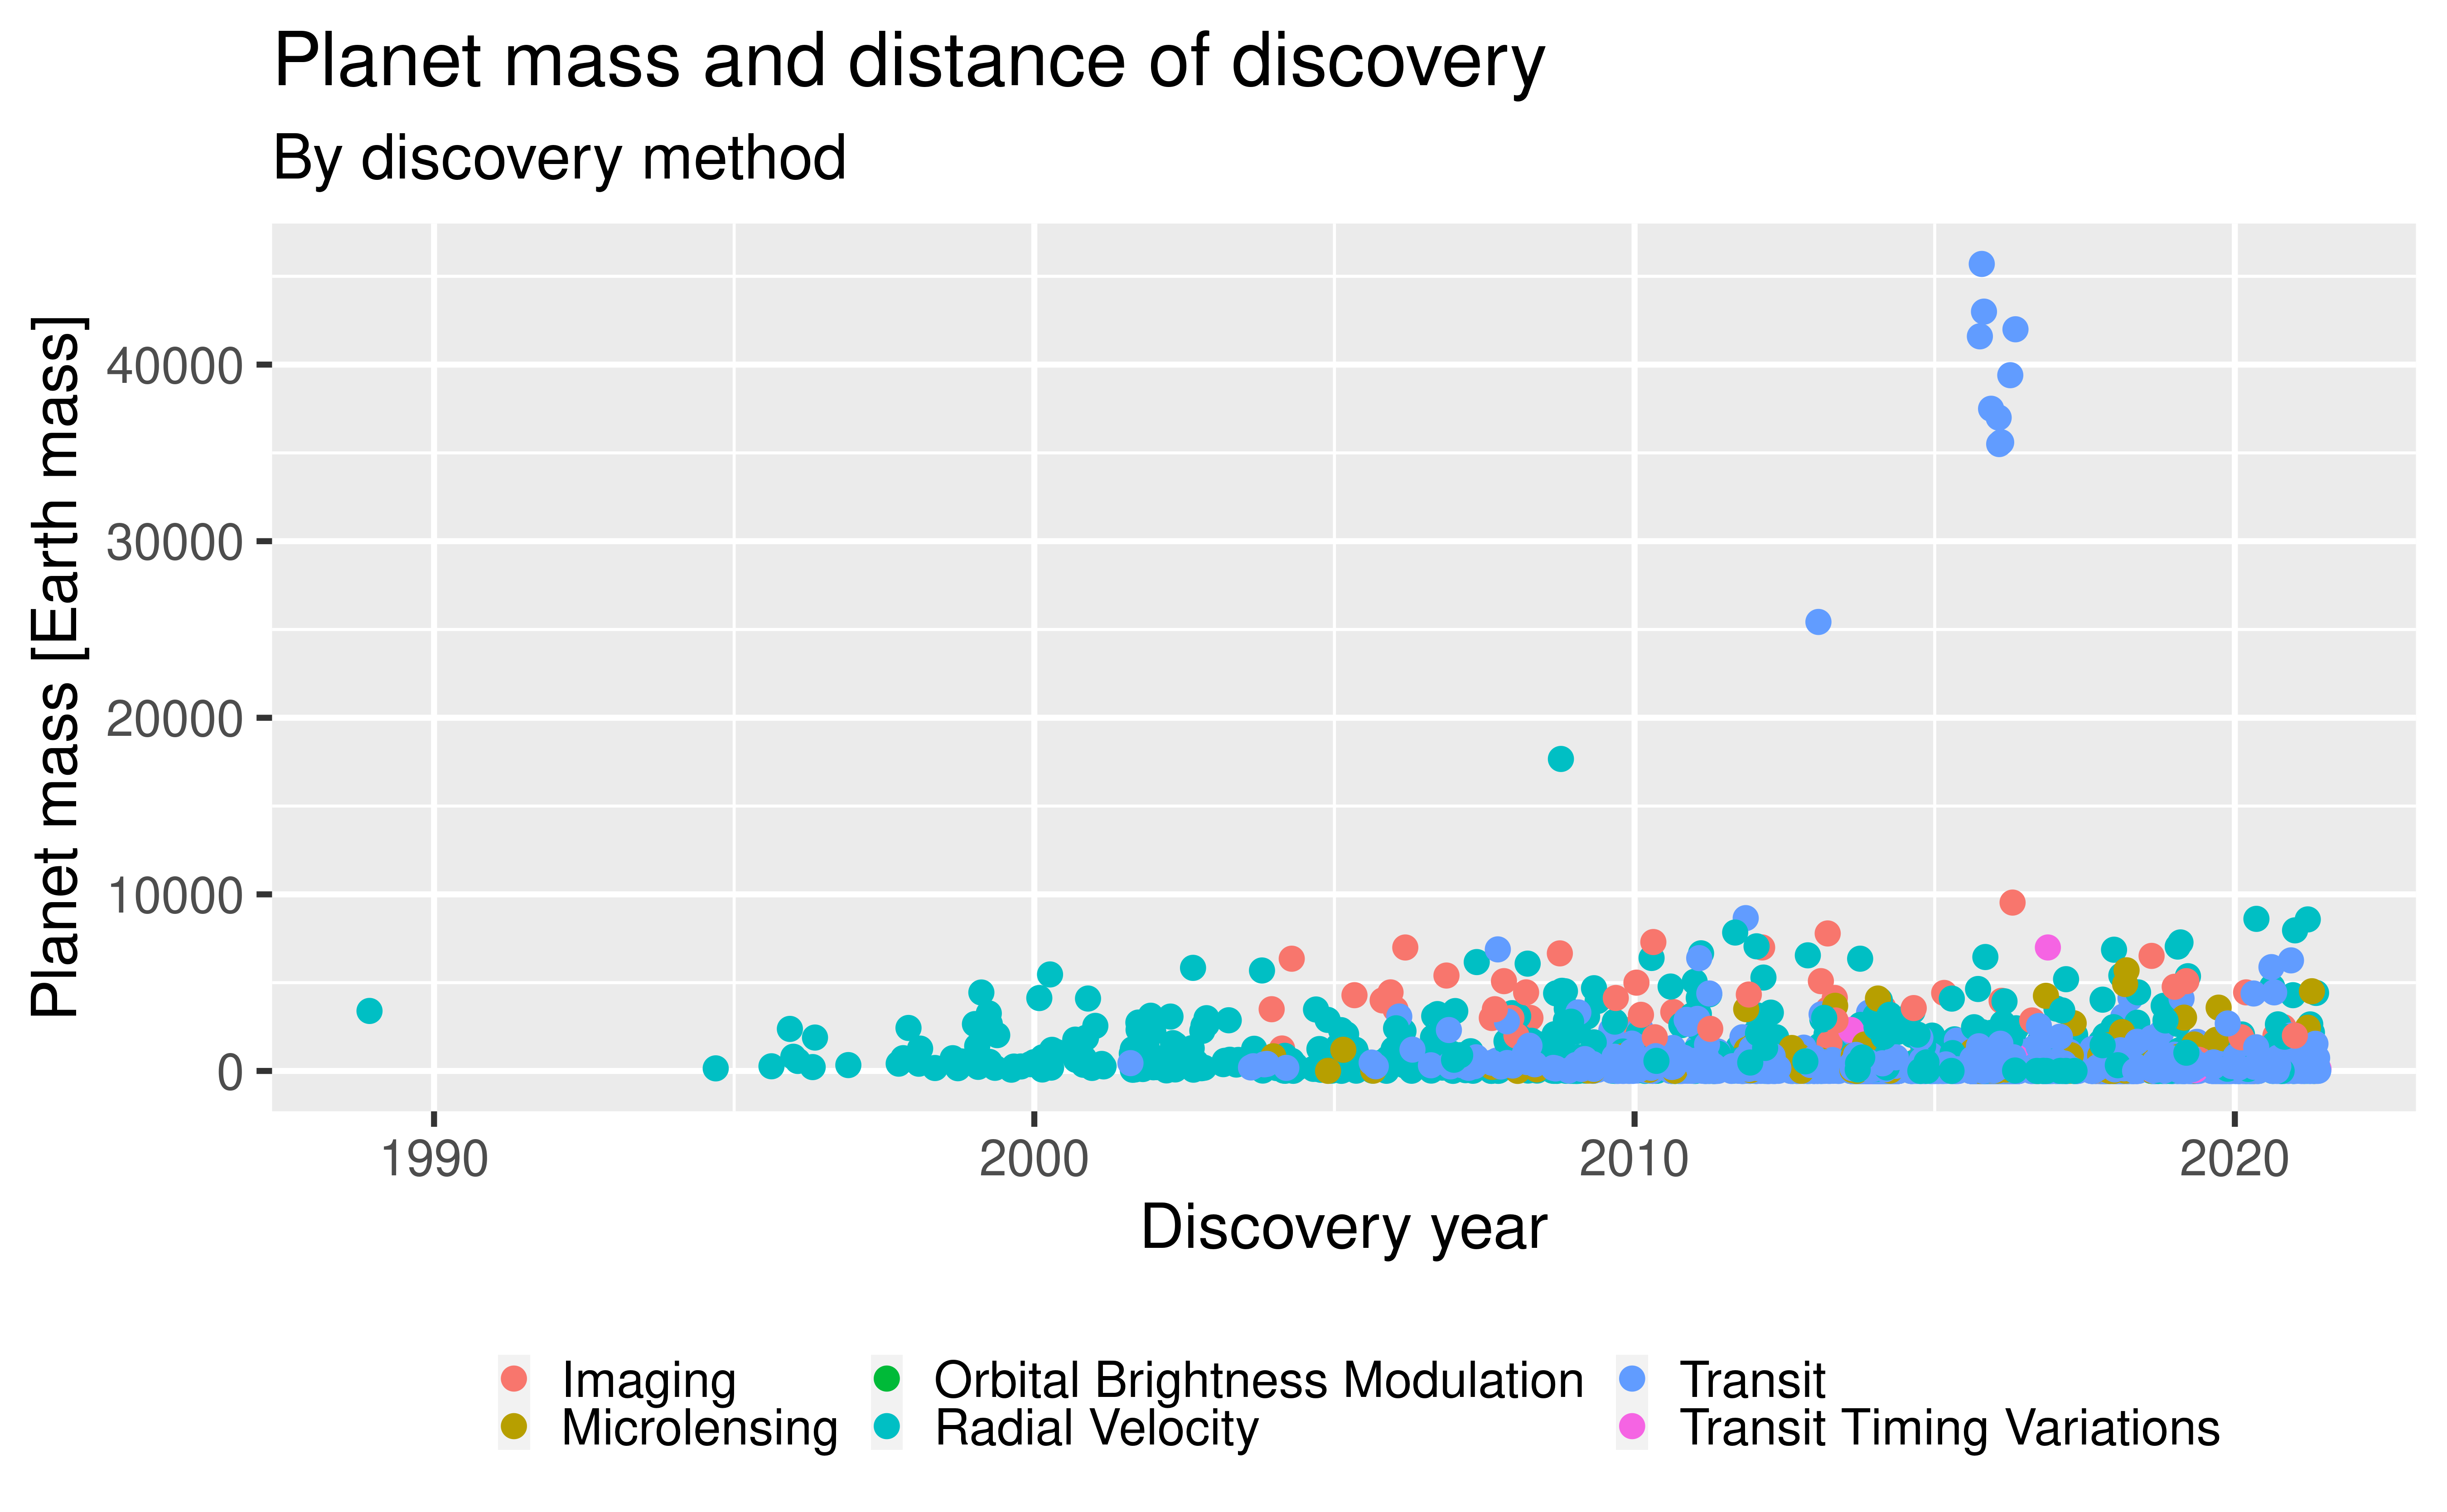 Planet mass and distance of discovery
By discovery method
Planet mass [Earth mass]
40000
30000
20000
10000
0
1990 2000 2010 2020
Discovery year
Imaging Orbital Brightness Modulation Transit
Microlensing Radial Velocity Transit Timing Variations